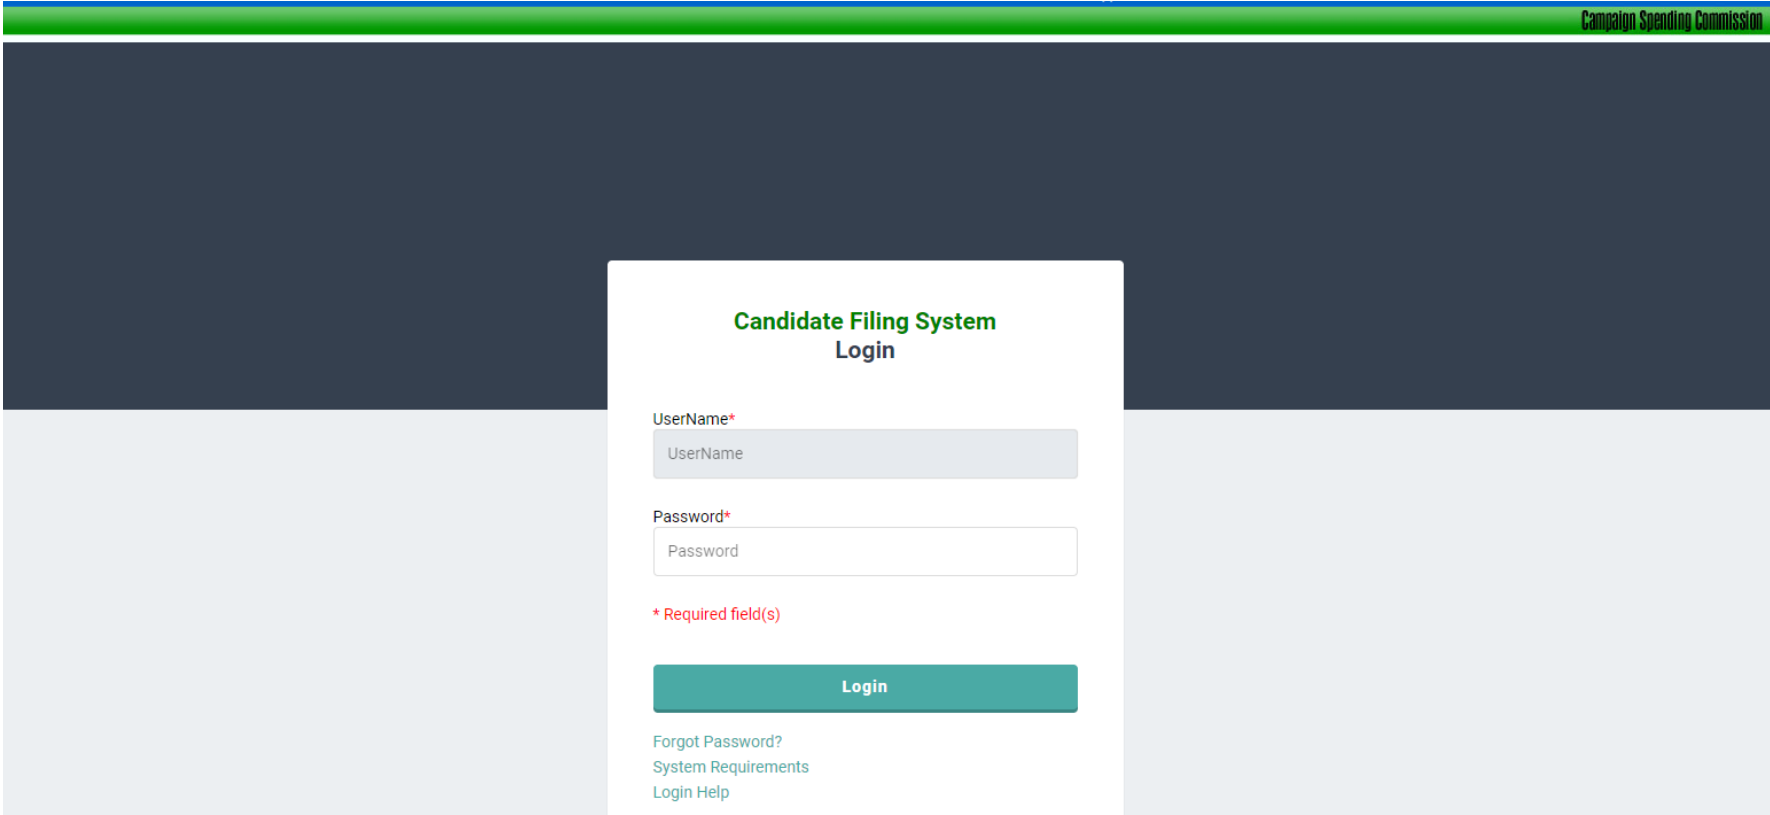 Campaign Spending Commission
Candidate Filing System
Login
UserName*
UserName
Password*
Password
* Required field(s)
Login
Forgot Password?
System Requirements
Login Help